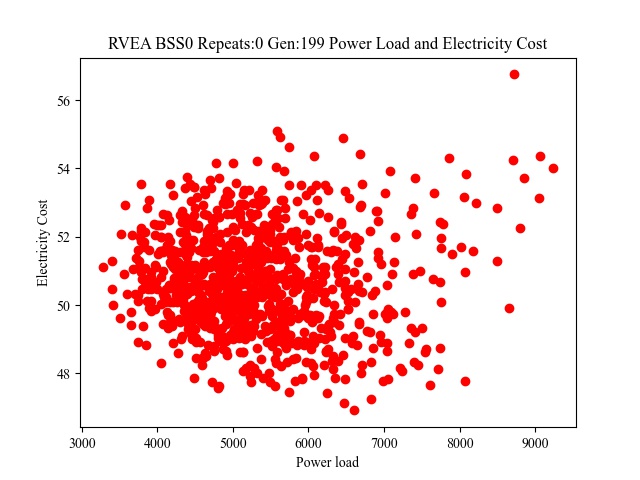 RVEA BSS0 Repeats:0 Gen:199 Power Load and Electricity Cost
56
54
52
50
48
Electricity Cost
3000 4000 5000 6000 7000 8000 9000
Power load